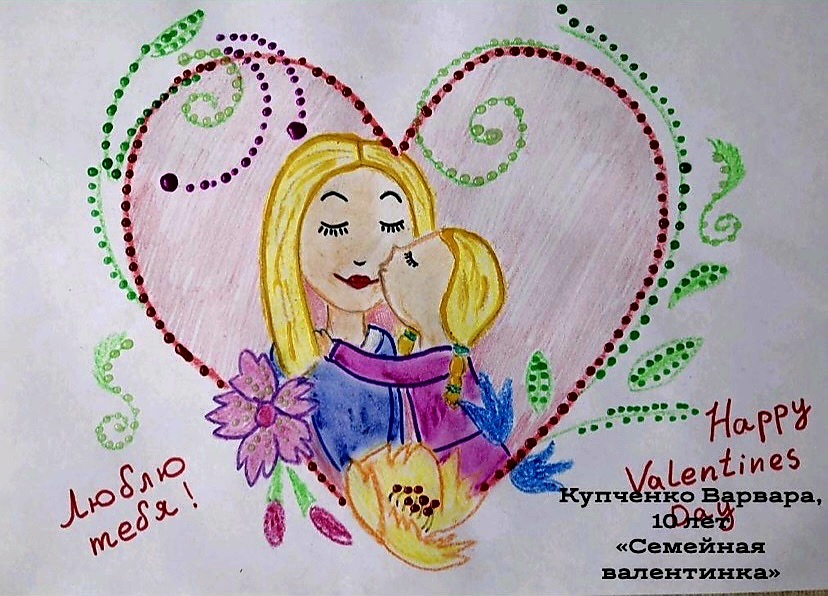 Люблю
тебя!
Happy
Valentines
Day
Купченко Варвара,
10 лет
«Семейная
валентинка»